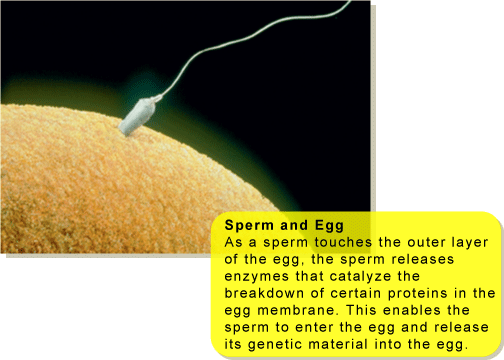 Sperm and Egg
As a sperm touches the outer layer
of the egg, the sperm releases
enzymes that catalyze the
breakdown of certain proteins in the
egg membrane. This enables the
sperm to enter the egg and release
its genetic material into the egg.